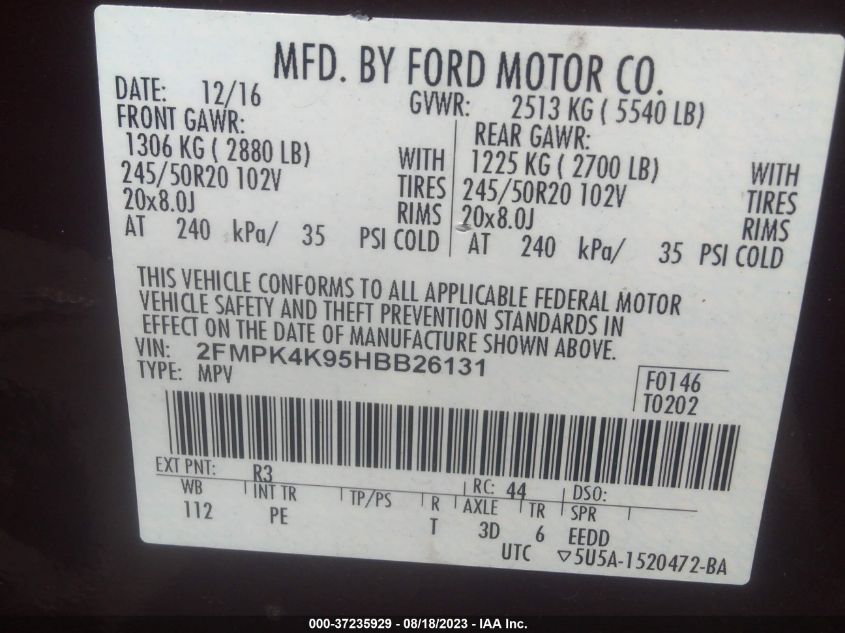 MFD. BY FORD MOTOR CO.
DATE: 12/16 GVWR: 2513 KG ( 5540 LB)
FRONT GAWR: REAR GAWR:
1306 KG ( 2880 LB) WITH 1225 KG ( 2700 LB) WITH
245/50R20 102V TIRES 245/50R20 102V TIRES
20x8.0J RIMS 20x8.0J RIMS
AT 240 kPa/ 35 PSI COLD AT 240 kPa/ 35 PSI COLD
THIS VEHICLE CONFORMS TO ALL APPLICABLE FEDERAL MOTOR
VEHICLE SAFETY AND THEFT PREVENTION STANDARDS IN
EFFECT ON THE DATE OF MANUFACTURE SHOWN ABOVE.
VIN: 2FMPK4K95HBB26131
TYPE: MPV F0146
T0202
EXT PNT: R3 RC: 44 DSO:
WB INT TR TP/PS R AXLE TR SPR
112 PE T 3D 6 EEDD
UTC ▽5U5A-1520472-BA
000-37235929 - 08/18/2023 - IAA Inc.